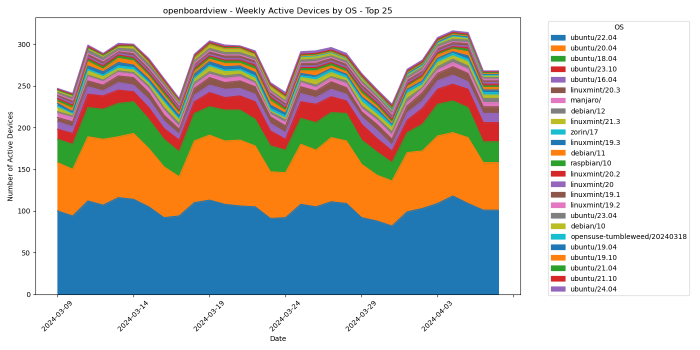 openboardview - Weekly Active Devices by OS - Top 25
Number of Active Devices
300
250
200
150
100
50
0
2024-03-09
2024-03-14
2024-03-19
2024-03-24
2024-03-29
2024-04-03
Date
OS
ubuntu/22.04
ubuntu/20.04
ubuntu/18.04
ubuntu/23.10
ubuntu/16.04
linuxmint/20.3
manjaro/
debian/12
linuxmint/21.3
zorin/17
linuxmint/19.3
debian/11
raspbian/10
linuxmint/20.2
linuxmint/20
linuxmint/19.1
linuxmint/19.2
ubuntu/23.04
debian/10
opensuse-tumbleweed/20240318
ubuntu/19.04
ubuntu/19.10
ubuntu/21.04
ubuntu/21.10
ubuntu/24.04